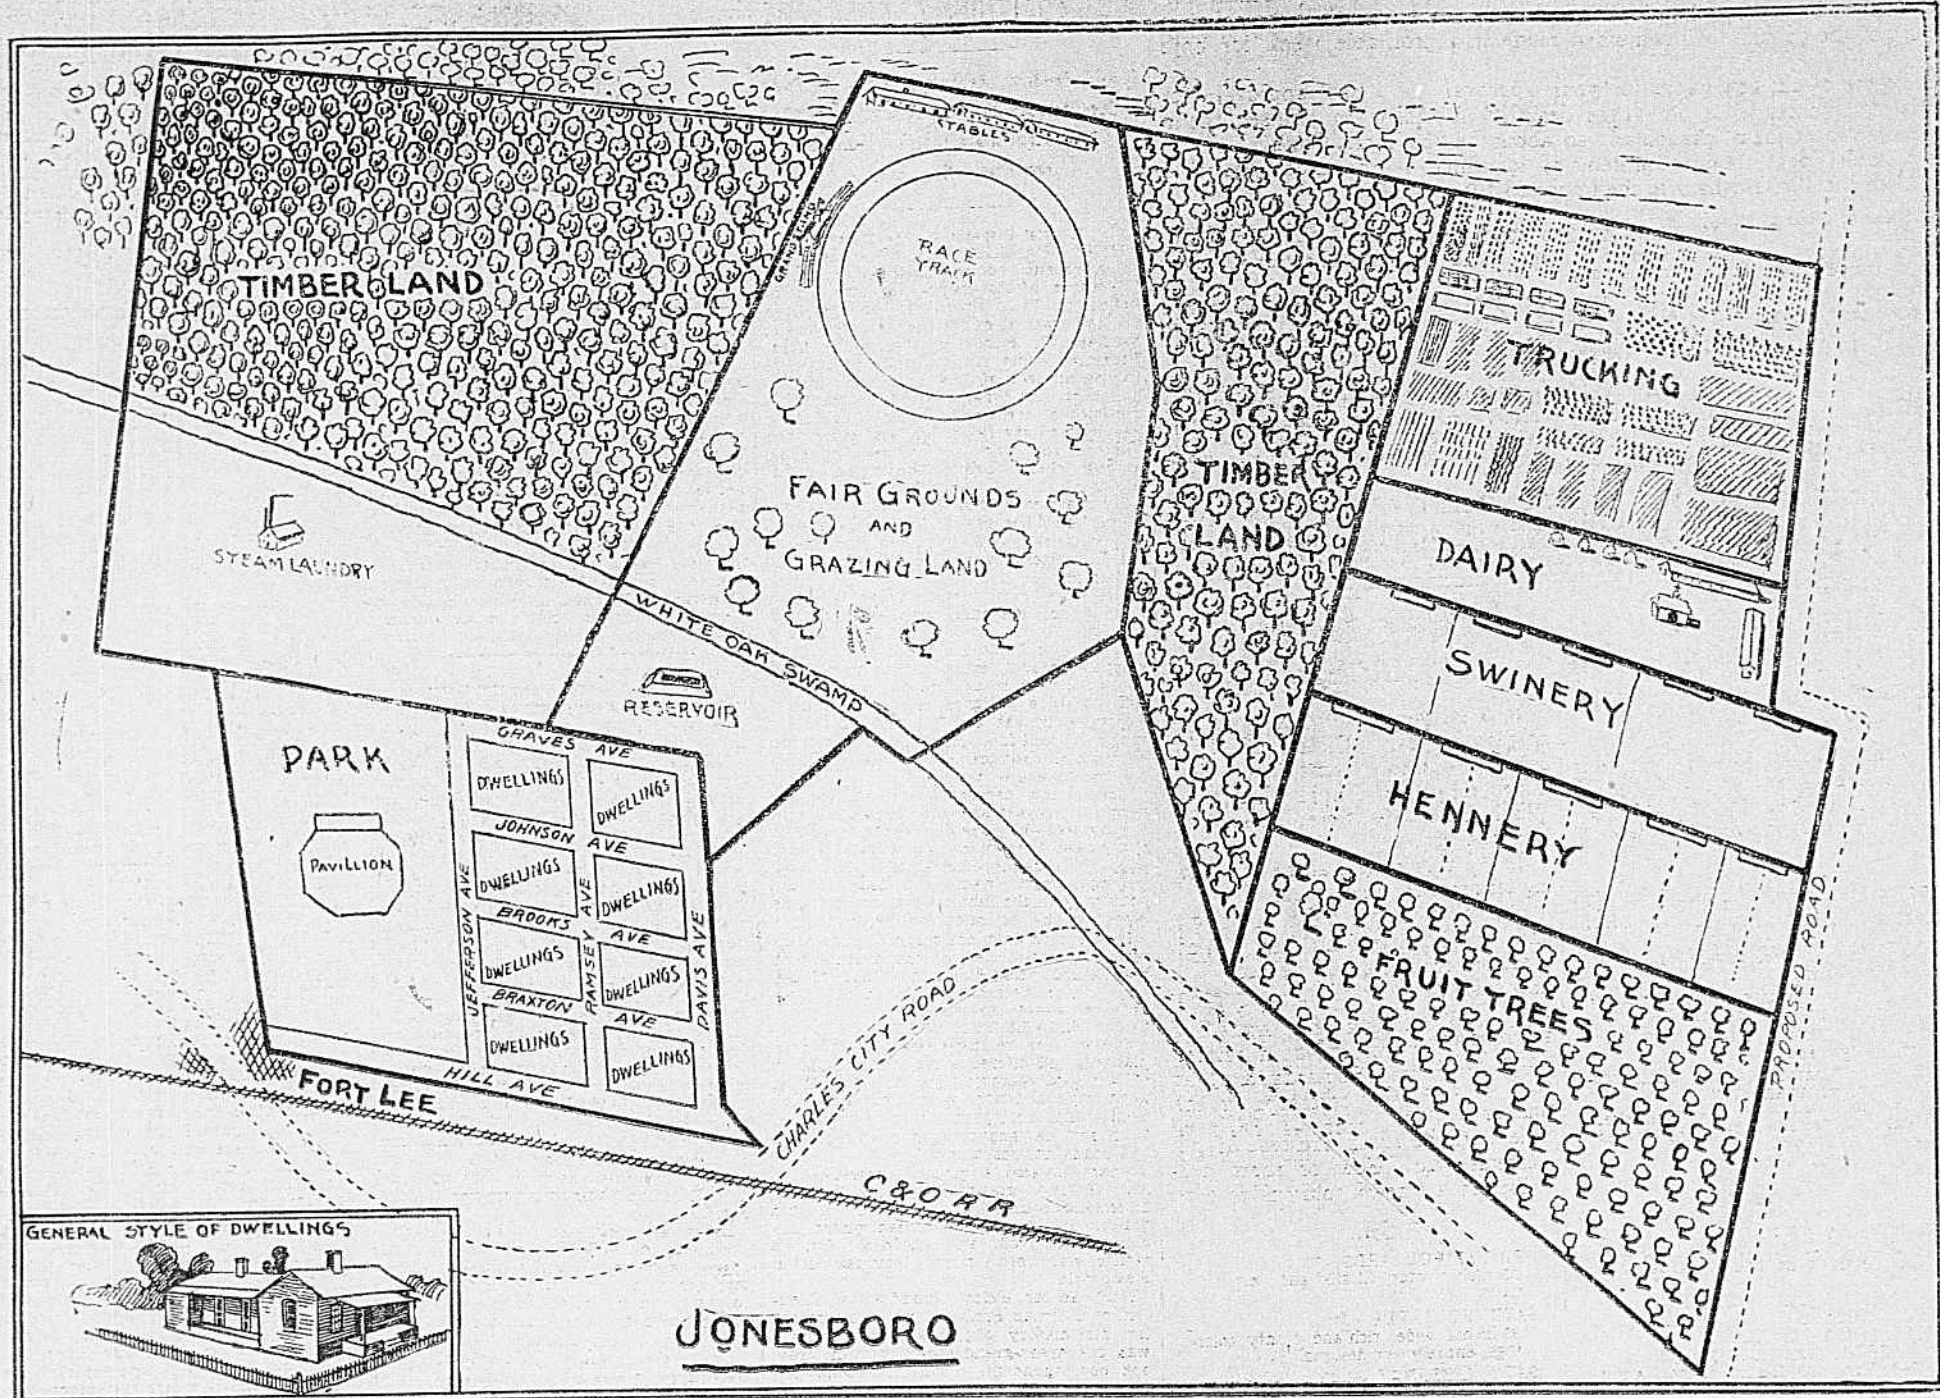 STABLES
GRAND STAND
RACE
TRACK
TIMBER LAND
TRUCKING
FAIR GROUNDS
AND
GRAZING LAND
TIMBER
LAND
DAIRY
STEAM LAUNDRY
WHITE OAK SWAMP
RESERVOIR
SWINERY
HENNERY
FRUIT TREES
PROPOSED ROAD
PARK
PAVILLION
GRAVES AVE
DWELLINGS
DWELLINGS
JOHNSON AVE
DWELLINGS
DWELLINGS
BROOKS AVE
DWELLINGS
DWELLINGS
BRAXTON AVE
DWELLINGS
DWELLINGS
JEFFERSON AVE
RAMSEY AVE
DAVIS AVE
HILL AVE
FORT LEE
CHARLES CITY ROAD
C&O R R
GENERAL STYLE OF DWELLINGS
JONESBORO